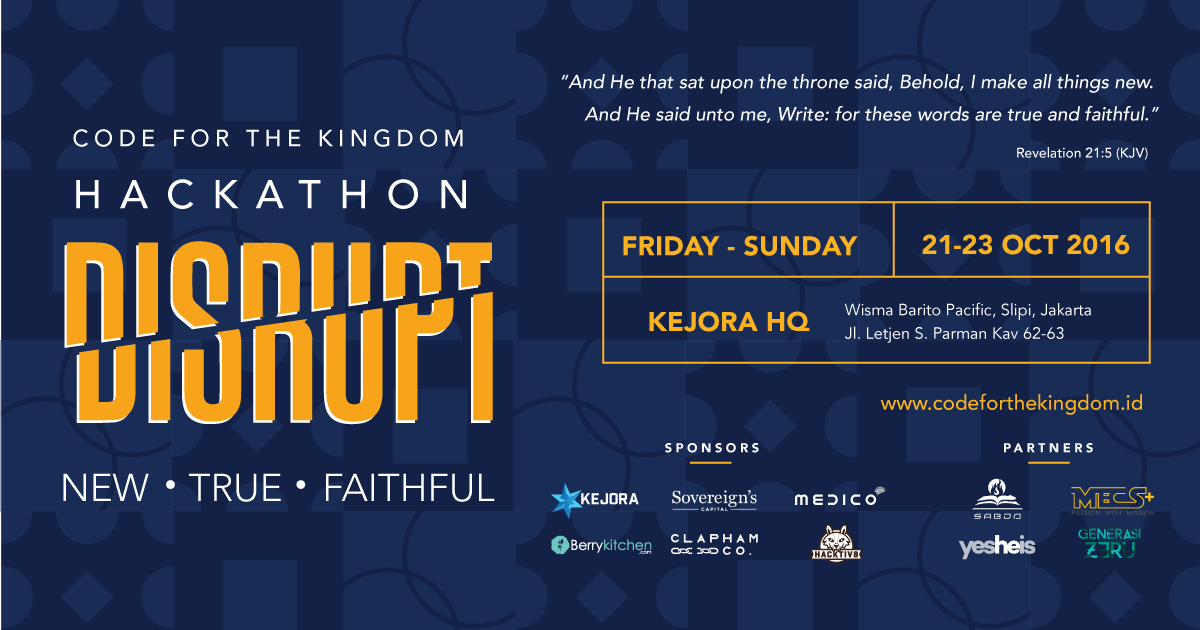 CODE FOR THE KINGDOM
HACKATHON
DISRUPT
NEW • TRUE • FAITHFUL
“And He that sat upon the throne said, Behold, I make all things new.
And He said unto me, Write: for these words are true and faithful.”
Revelation 21:5 (KJV)
FRIDAY - SUNDAY
21-23 OCT 2016
KEJORA HQ
Wisma Barito Pacific, Slipi, Jakarta
Jl. Letjen S. Parman Kav 62-63
www.codeforthekingdom.id
SPONSORS
KEJORA
Sovereign's
CAPITAL
MEDICO
Berrykitchen
.com
CLAPHAM
CO.
HACKTIV8
PARTNERS
SABDA
MECS+
PASSION WITH MISSION
yesheis
GENERASI
ZERU